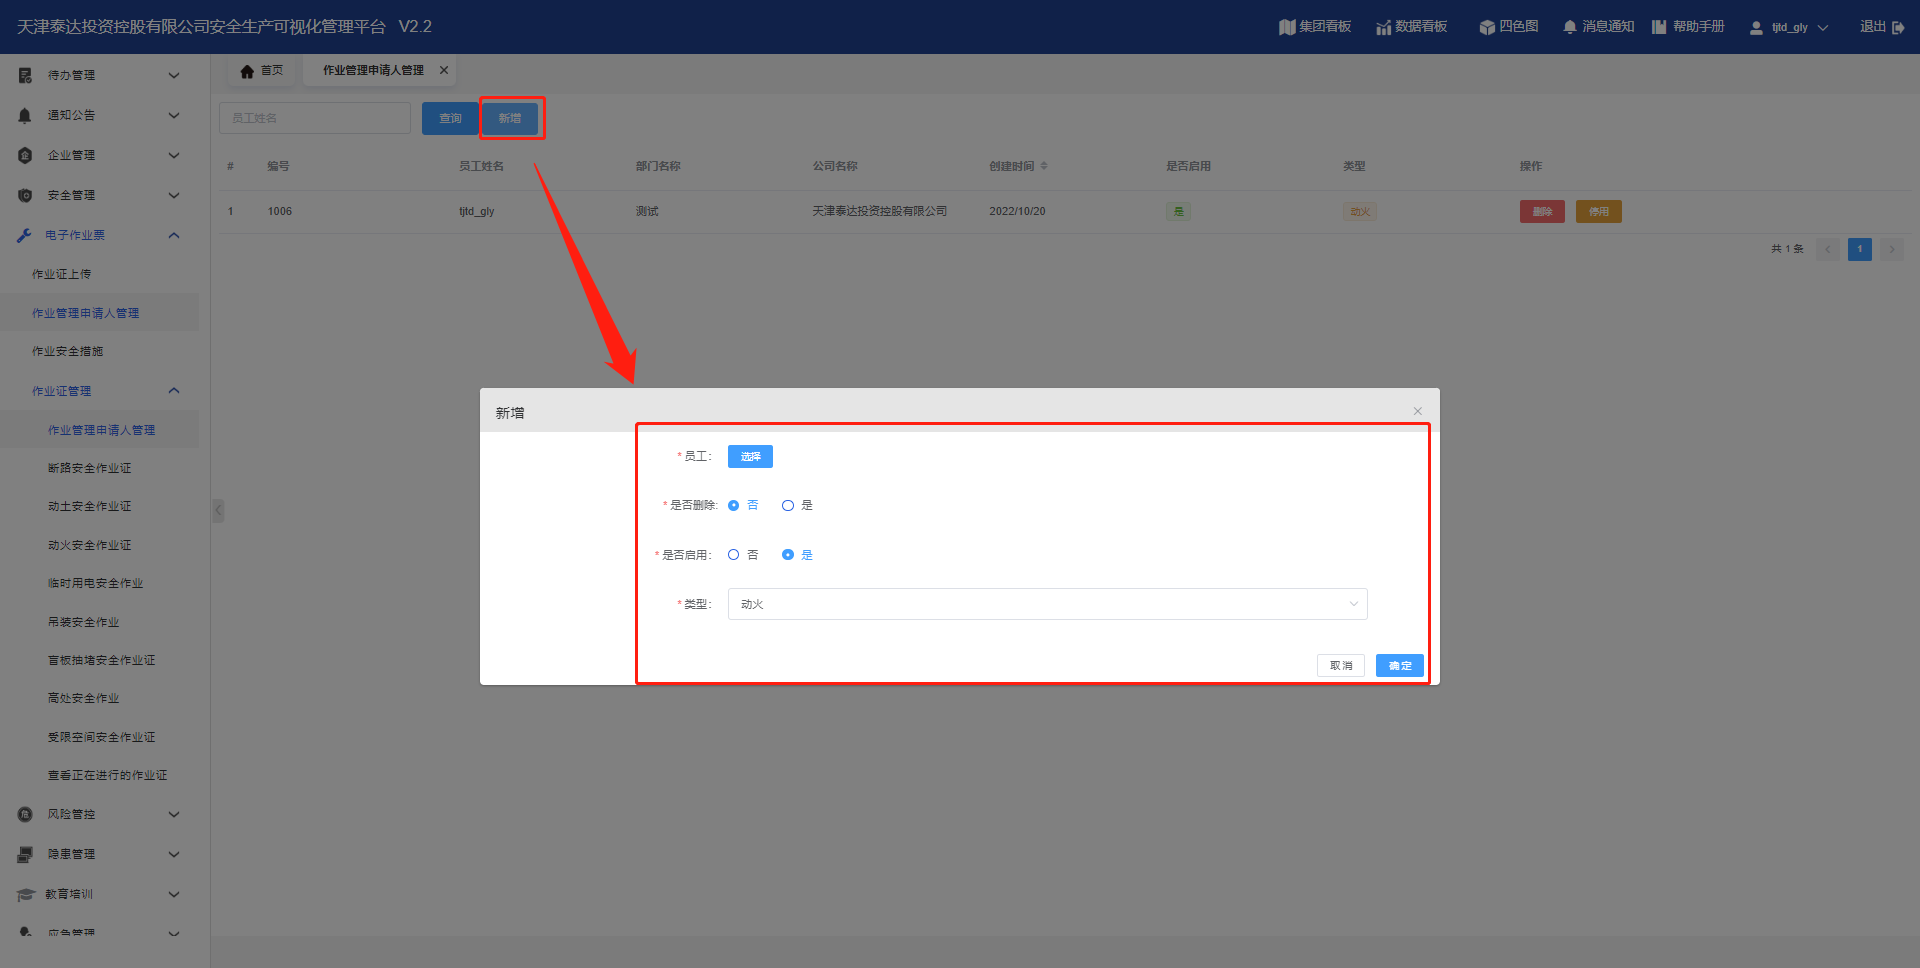 天津泰达投资控股有限公司安全生产可视化管理平台 V2.2
集团看板 数据看板 四色图 消息通知 帮助手册 tjtd_gly 退出
待办管理
通知公告
企业管理
安全管理
电子作业票
作业证上传
作业管理申请人管理
作业安全措施
作业证管理
作业管理申请人管理
断路安全作业证
动土安全作业证
动火安全作业证
临时用电安全作业
吊装安全作业
盲板抽堵安全作业证
高处安全作业
受限空间安全作业证
查看正在进行的作业证
风险管控
隐患管理
教育培训
应急管理
首页 作业管理申请人管理
员工姓名 查询 新增
# 编号 员工姓名 部门名称 公司名称 创建时间 是否启用 类型 操作
1 1006 tjtd_gly 测试 天津泰达投资控股有限公司 2022/10/20 是 动火 删除 停用
共 1 条 1
新增
* 员工： 选择
* 是否删除: 否 是
* 是否启用： 否 是
* 类型： 动火
取消 确定